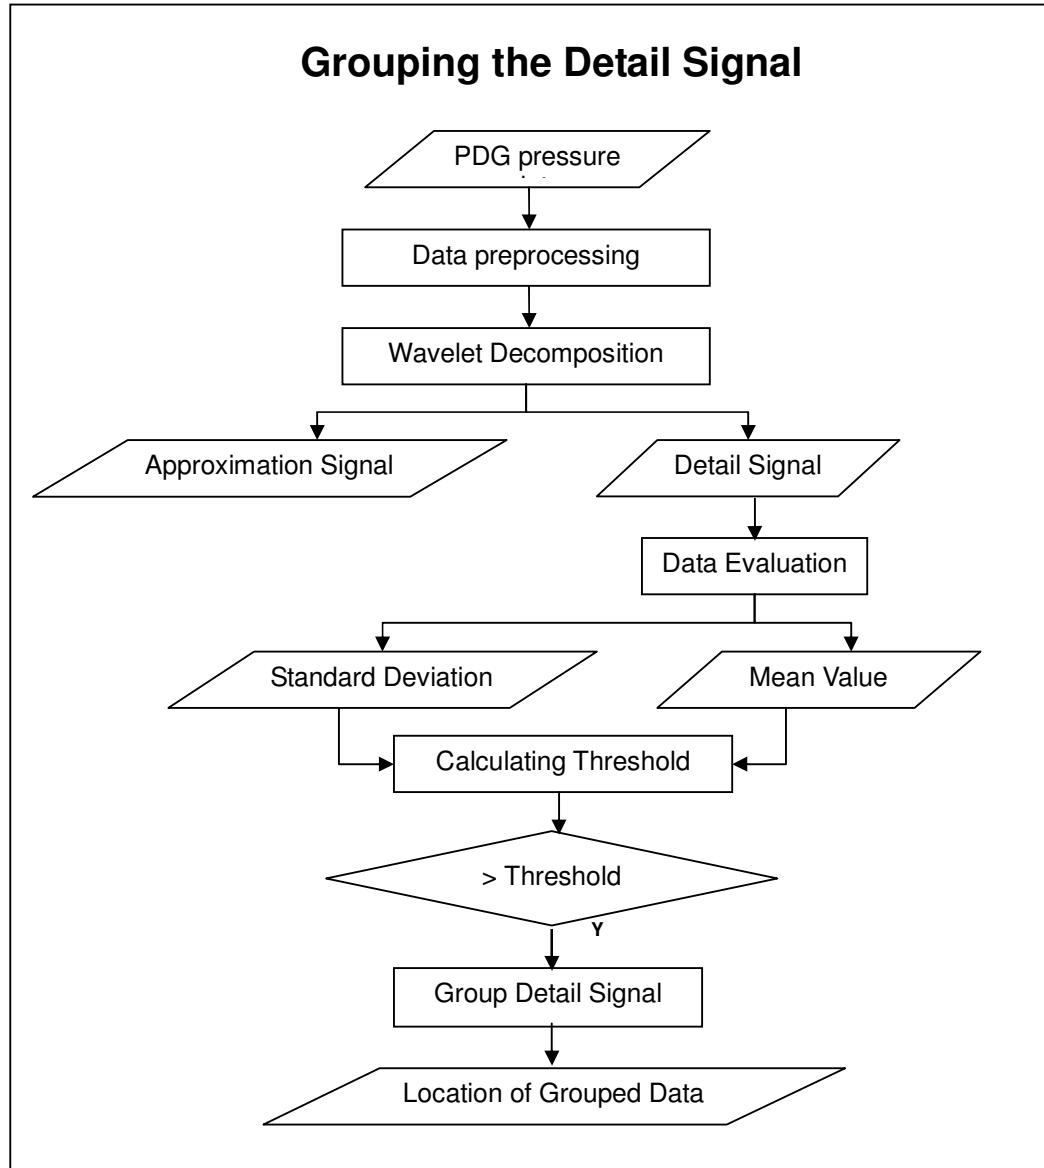 Grouping the Detail Signal
PDG pressure
Data preprocessing
Wavelet Decomposition
Approximation Signal
Detail Signal
Data Evaluation
Standard Deviation
Mean Value
Calculating Threshold
> Threshold
Y
Group Detail Signal
Location of Grouped Data